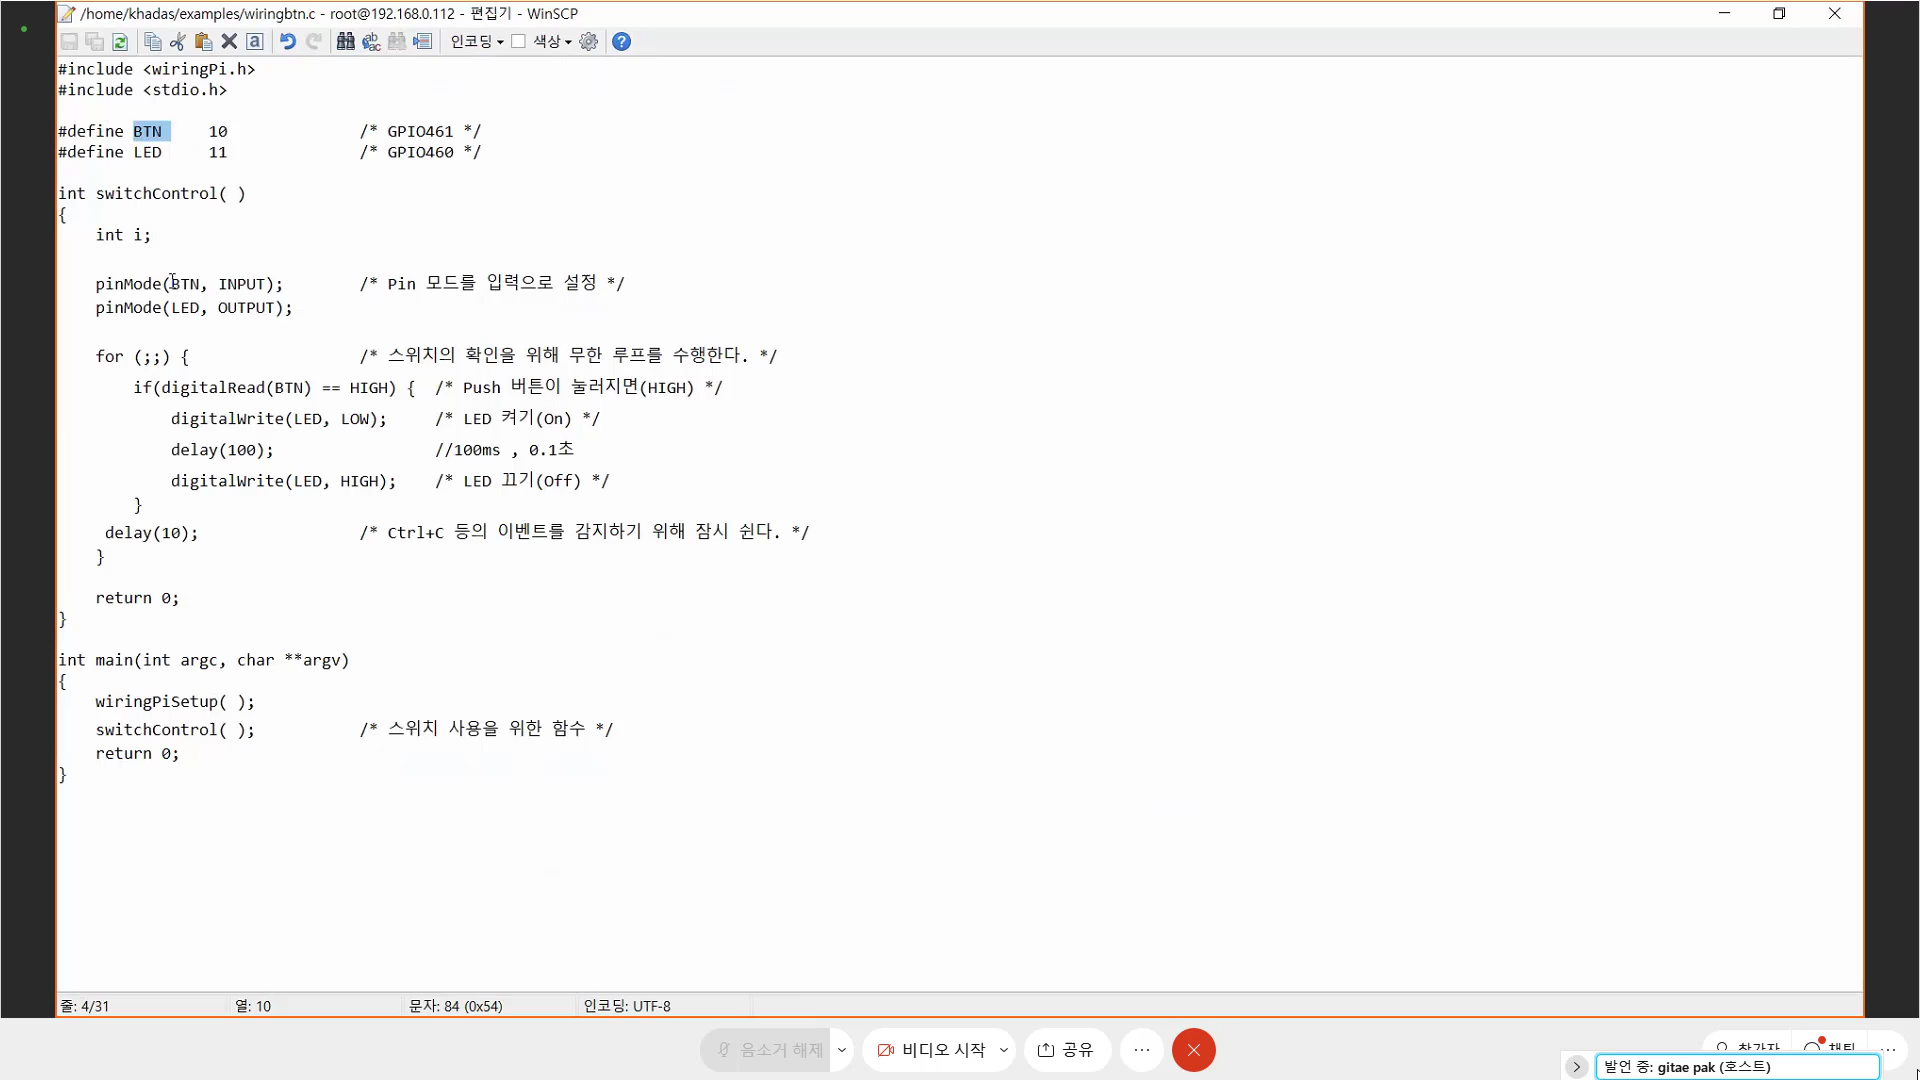 /home/khadas/examples/wiringbtn.c - root@192.168.0.112 - 편집기 - WinSCP
인코딩 색상
#include <wiringPi.h>
#include <stdio.h>
#define BTN 10 /* GPIO461 */
#define LED 11 /* GPIO460 */
int switchControl( )
{
int i;
pinMode(BTN, INPUT); /* Pin 모드를 입력으로 설정 */
pinMode(LED, OUTPUT);
for (;;) { /* 스위치의 확인을 위해 무한 루프를 수행한다. */
if(digitalRead(BTN) == HIGH) { /* Push 버튼이 눌러지면(HIGH) */
digitalWrite(LED, LOW); /* LED 켜기(On) */
delay(100); //100ms , 0.1초
digitalWrite(LED, HIGH); /* LED 끄기(Off) */
}
delay(10); /* Ctrl+C 등의 이벤트를 감지하기 위해 잠시 쉰다. */
}
return 0;
}
int main(int argc, char **argv)
{
wiringPiSetup( );
switchControl( ); /* 스위치 사용을 위한 함수 */
return 0;
}
줄: 4/31 열: 10 문자: 84 (0x54) 인코딩: UTF-8
음소거 해제 비디오 시작 공유
발언 중: gitae pak (호스트)